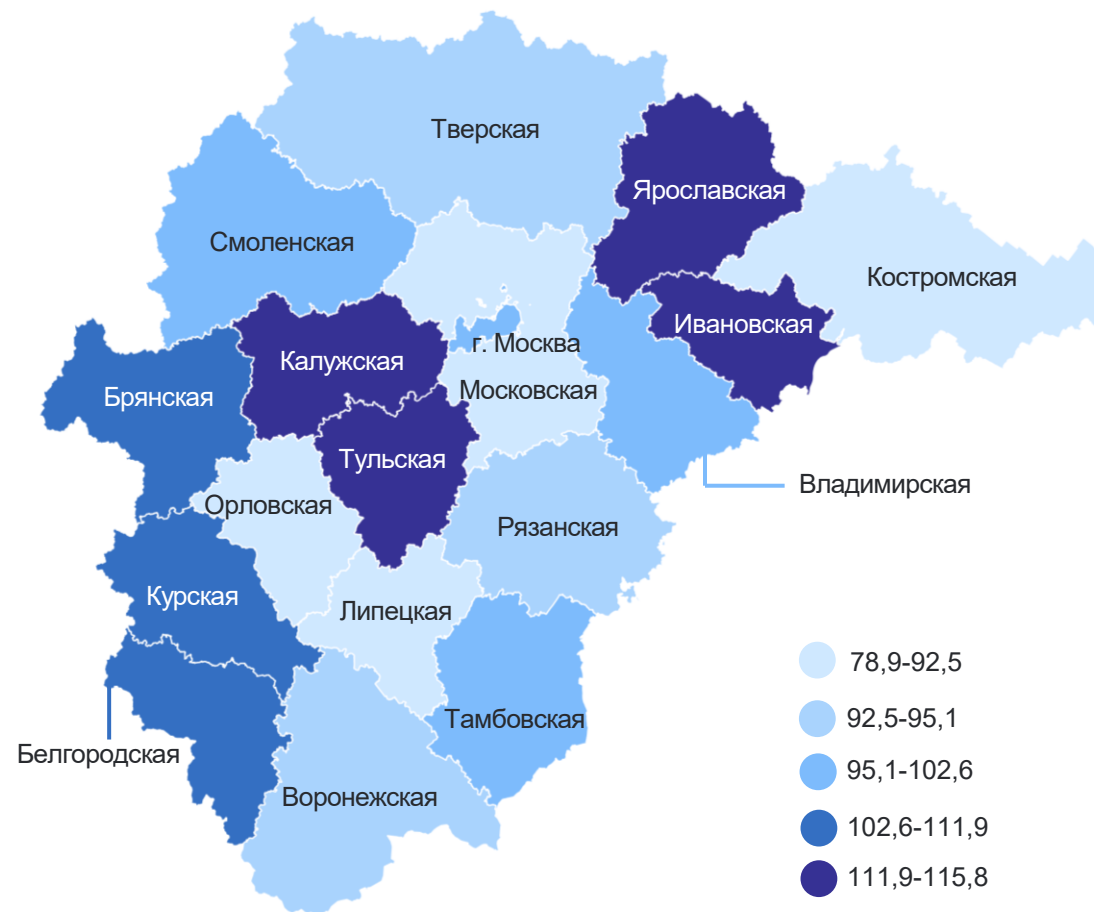 Тверская
Ярославская
Смоленская
Костромская
Ивановская
г. Москва
Калужская
Московская
Брянская
Тульская
Владимирская
Орловская
Рязанская
Курская
Липецкая
78,9-92,5
92,5-95,1
Тамбовская
Белгородская
95,1-102,6
Воронежская
102,6-111,9
111,9-115,8